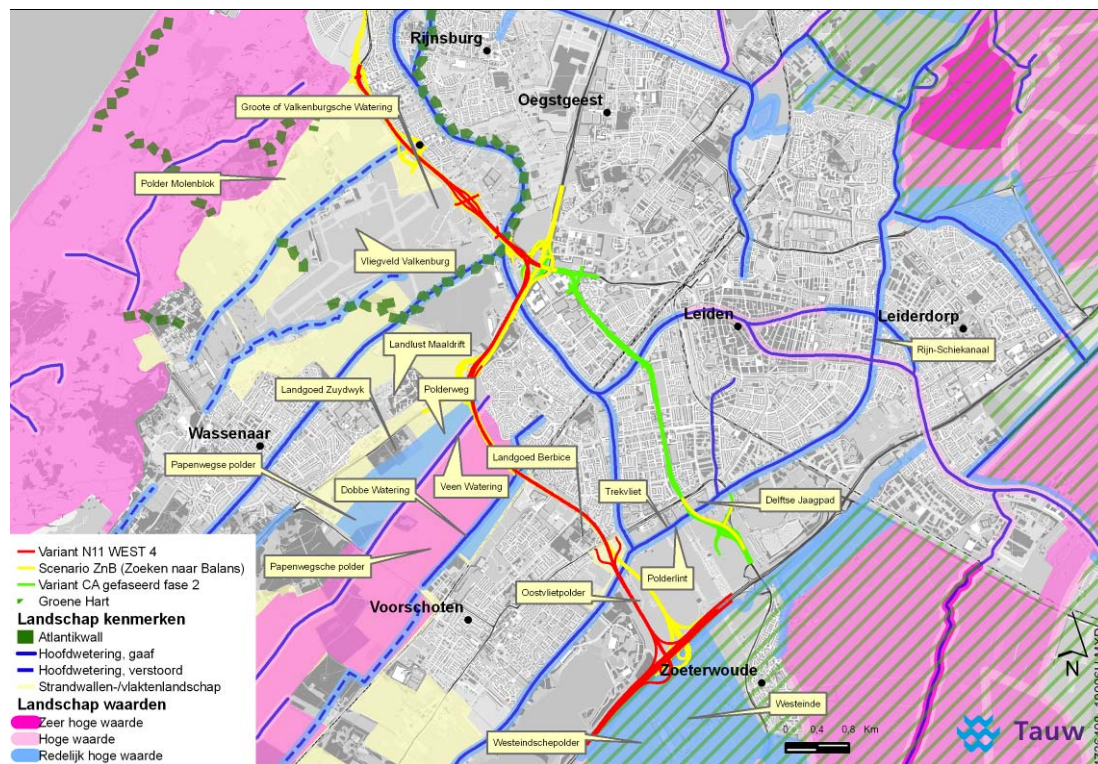 Rijnsburg
Oegstgeest
Groote of Valkenburgsche Watering
Polder Molenblok
Vliegveld Valkenburg
Leiden
Leiderdorp
Rijn-Schiekanaal
Landlust Maaldrift
Landgoed Zuydwyk
Polderweg
Wassenaar
Landgoed Berbice
Papenwegse polder
Veen Watering
Trekvliet
Delftse Jaagpad
Dobbe Watering
Papenwegsche polder
Polderlint
Oostvlietpolder
Voorschoten
Zoeterwoude
Westeinde
Westeindschepolder
Variant N11 WEST 4
Scenario ZnB (Zoeken naar Balans)
Variant CA gefaseerd fase 2
Groene Hart
Landschap kenmerken
Atlantikwall
Hoofdwetering, gaaf
Hoofdwetering, verstoord
Strandwallen-/vlaktenlandschap
Landschap waarden
Zeer hoge waarde
Hoge waarde
Redelijk hoge waarde
N
0 0,4 0,8 Km
Tauw